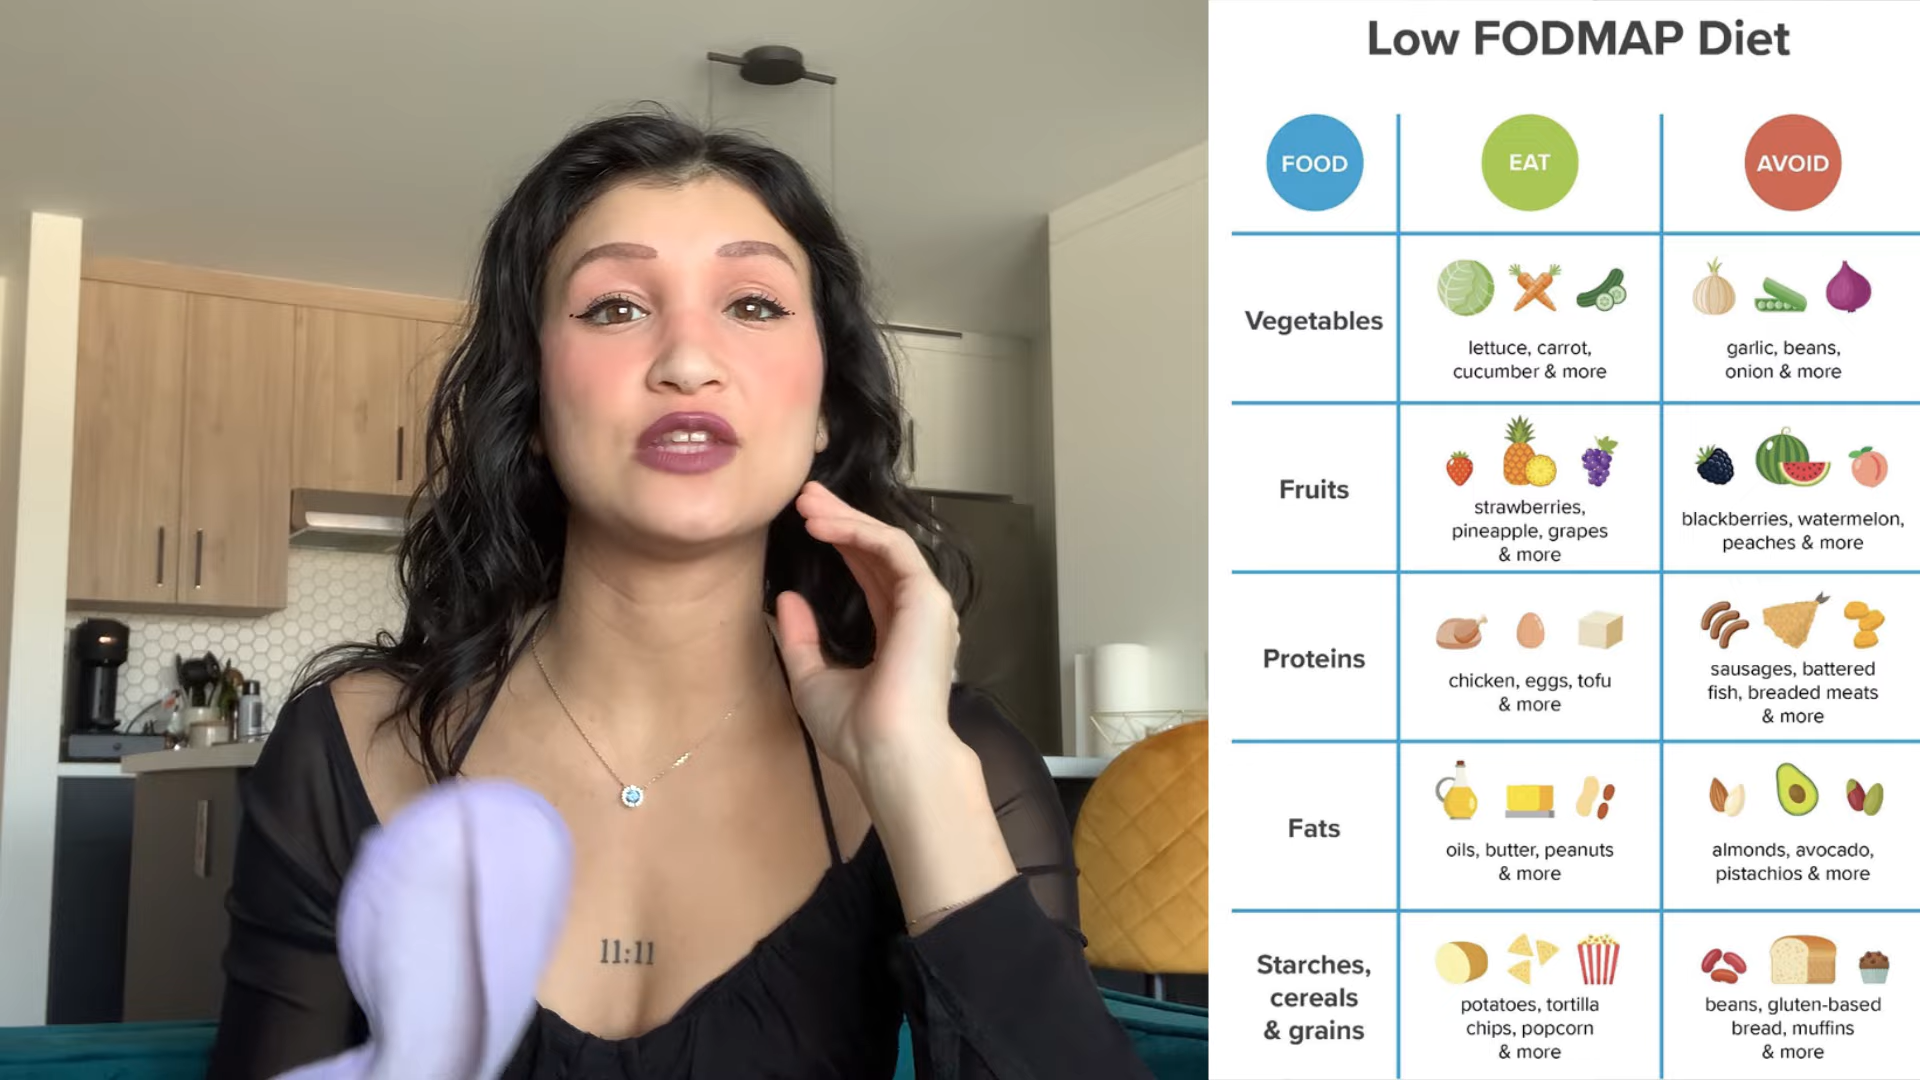 Low FODMAP Diet
FOOD
EAT
AVOID
Vegetables
lettuce, carrot,
cucumber & more
garlic, beans,
onion & more
Fruits
strawberries,
pineapple, grapes
& more
blackberries, watermelon,
peaches & more
Proteins
chicken, eggs, tofu
& more
sausages, battered
fish, breaded meats
& more
Fats
oils, butter, peanuts
& more
almonds, avocado,
pistachios & more
Starches,
cereals
& grains
potatoes, tortilla
chips, popcorn
& more
beans, gluten-based
bread, muffins
& more
11:11